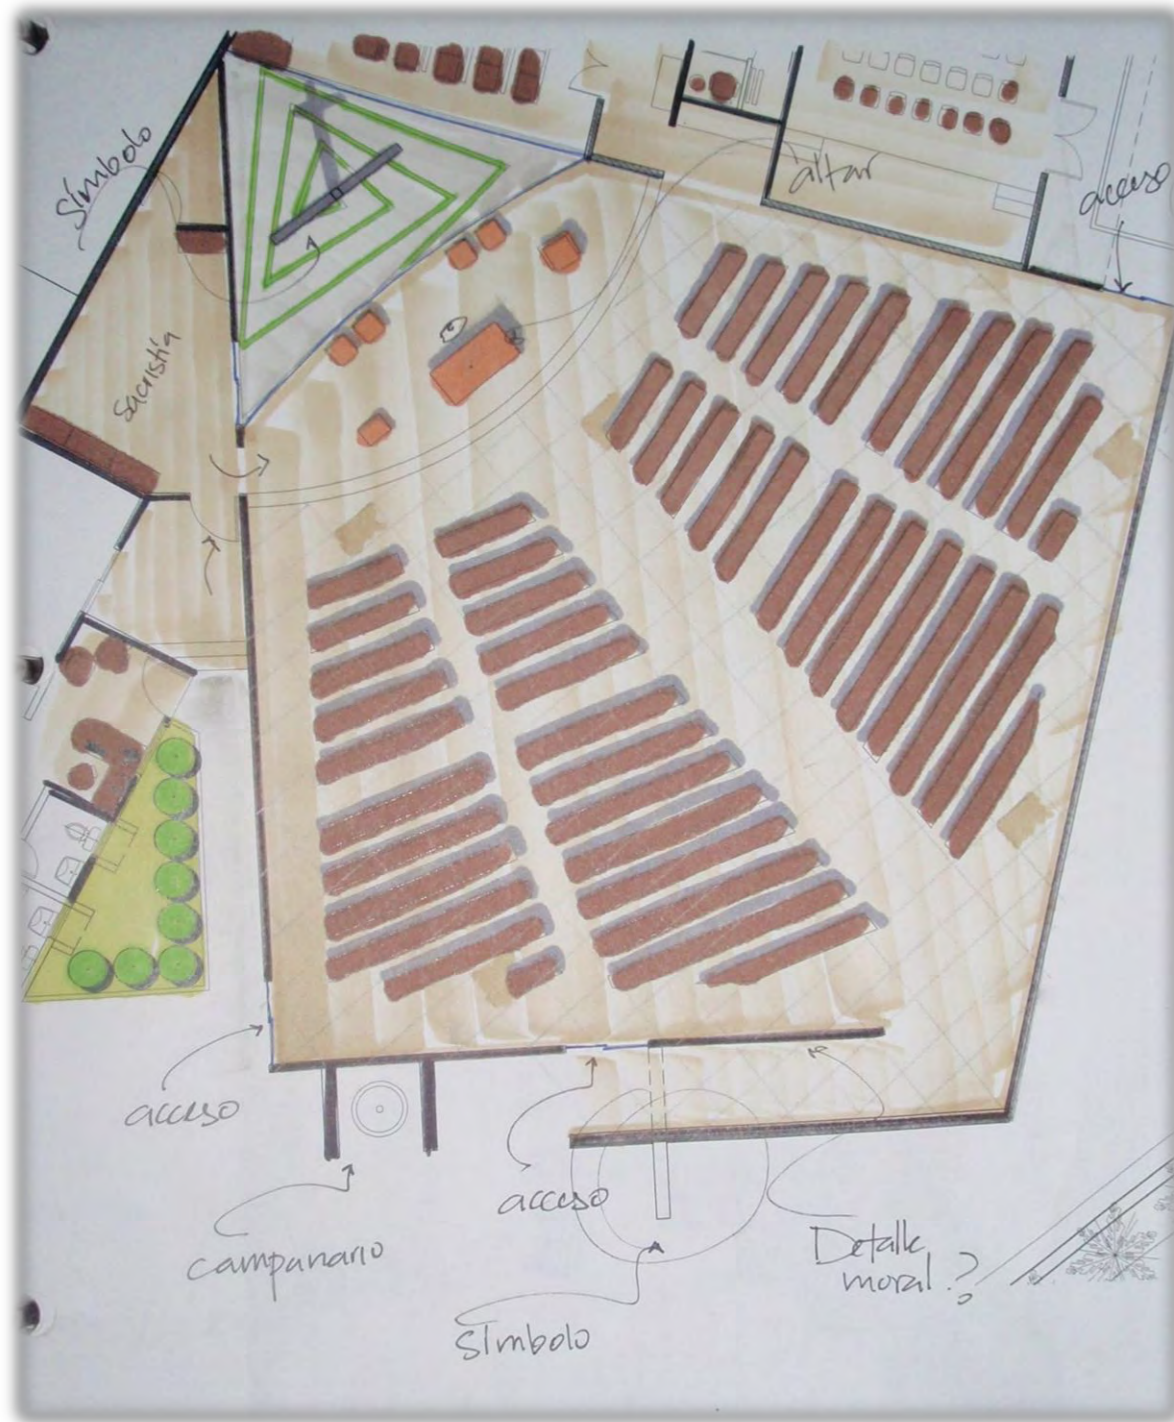 símbolo
altar
acceso
sacristía
acceso
acceso
campanario
Detalle
moral.?
símbolo